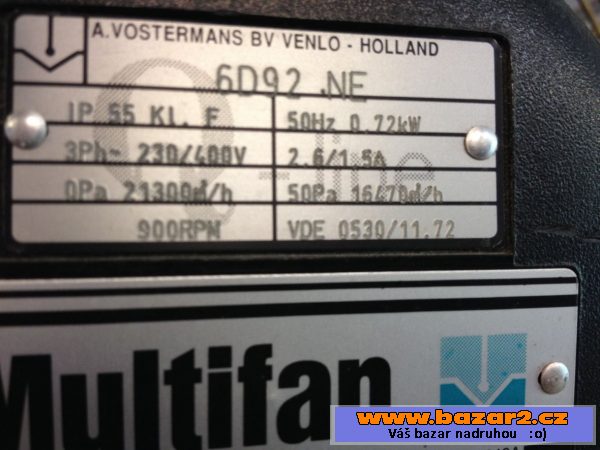 A.VOSTERMANS BV VENLO - HOLLAND
6D92 .NE
IP 55 KL. F 50Hz 0.72kW
3Ph~ 230/400V 2.6/1.5A
0Pa 21300m³/h 50Pa 16470m³/h
900RPM VDE 0530/11.72
Q-line
Multifan
www.bazar2.cz
Váš bazar nadruhou :o)